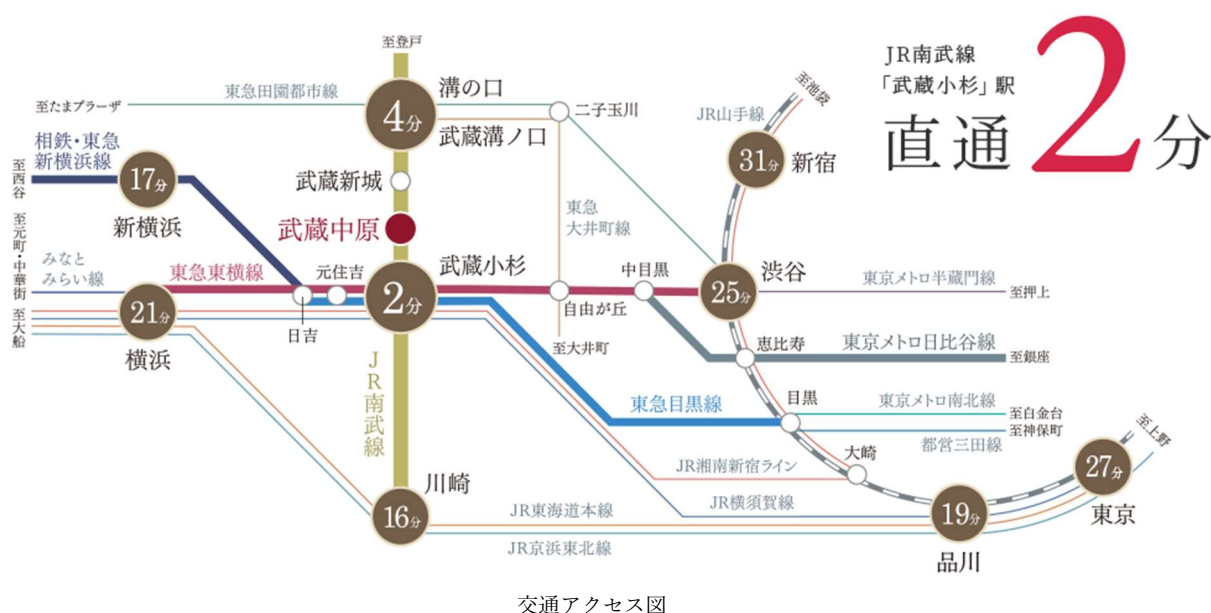 至登戸
JR南武線
「武蔵小杉」駅
直通2分
至池袋
東急田園都市線
至たまプラーザ
4分
溝の口
武蔵溝ノ口
二子玉川
JR山手線
相鉄・東急
新横浜線
至西谷
17分
新横浜
武蔵新城
31分
新宿
武蔵中原
東急
大井町線
至元町・中華街
みなと
みらい線
東急東横線
元住吉
武蔵小杉
中目黒
渋谷
東京メトロ半蔵門線
至押上
21分
横浜
至大船
日吉
2分
自由が丘
25分
至大井町
恵比寿
東京メトロ日比谷線
至銀座
JR南武線
東急目黒線
目黒
東京メトロ南北線
至白金台
至神保町
都営三田線
至上野
大崎
JR湘南新宿ライン
27分
東京
川崎
16分
JR横須賀線
JR東海道本線
19分
品川
JR京浜東北線
交通アクセス図